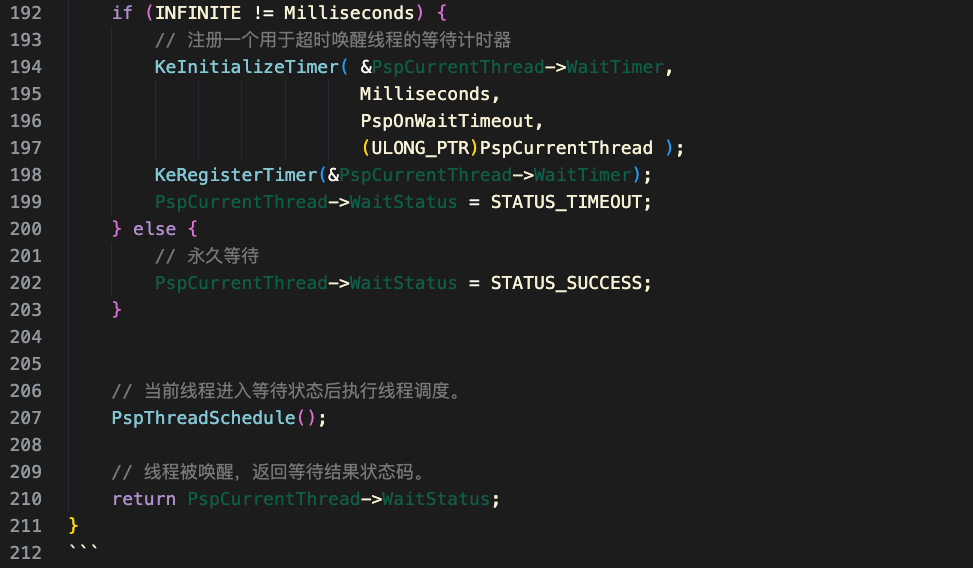 192 if (INFINITE != Milliseconds) {
193 // 注册一个用于超时唤醒线程的等待计时器
194 KeInitializeTimer( &PspCurrentThread->WaitTimer,
195 Milliseconds,
196 PspOnWaitTimeout,
197 (ULONG_PTR)PspCurrentThread );
198 KeRegisterTimer(&PspCurrentThread->WaitTimer);
199 PspCurrentThread->WaitStatus = STATUS_TIMEOUT;
200 } else {
201 // 永久等待
202 PspCurrentThread->WaitStatus = STATUS_SUCCESS;
203 }
204
205
206 // 当前线程进入等待状态后执行线程调度。
207 PspThreadSchedule();
208
209 // 线程被唤醒，返回等待结果状态码。
210 return PspCurrentThread->WaitStatus;
211 }
212 ```